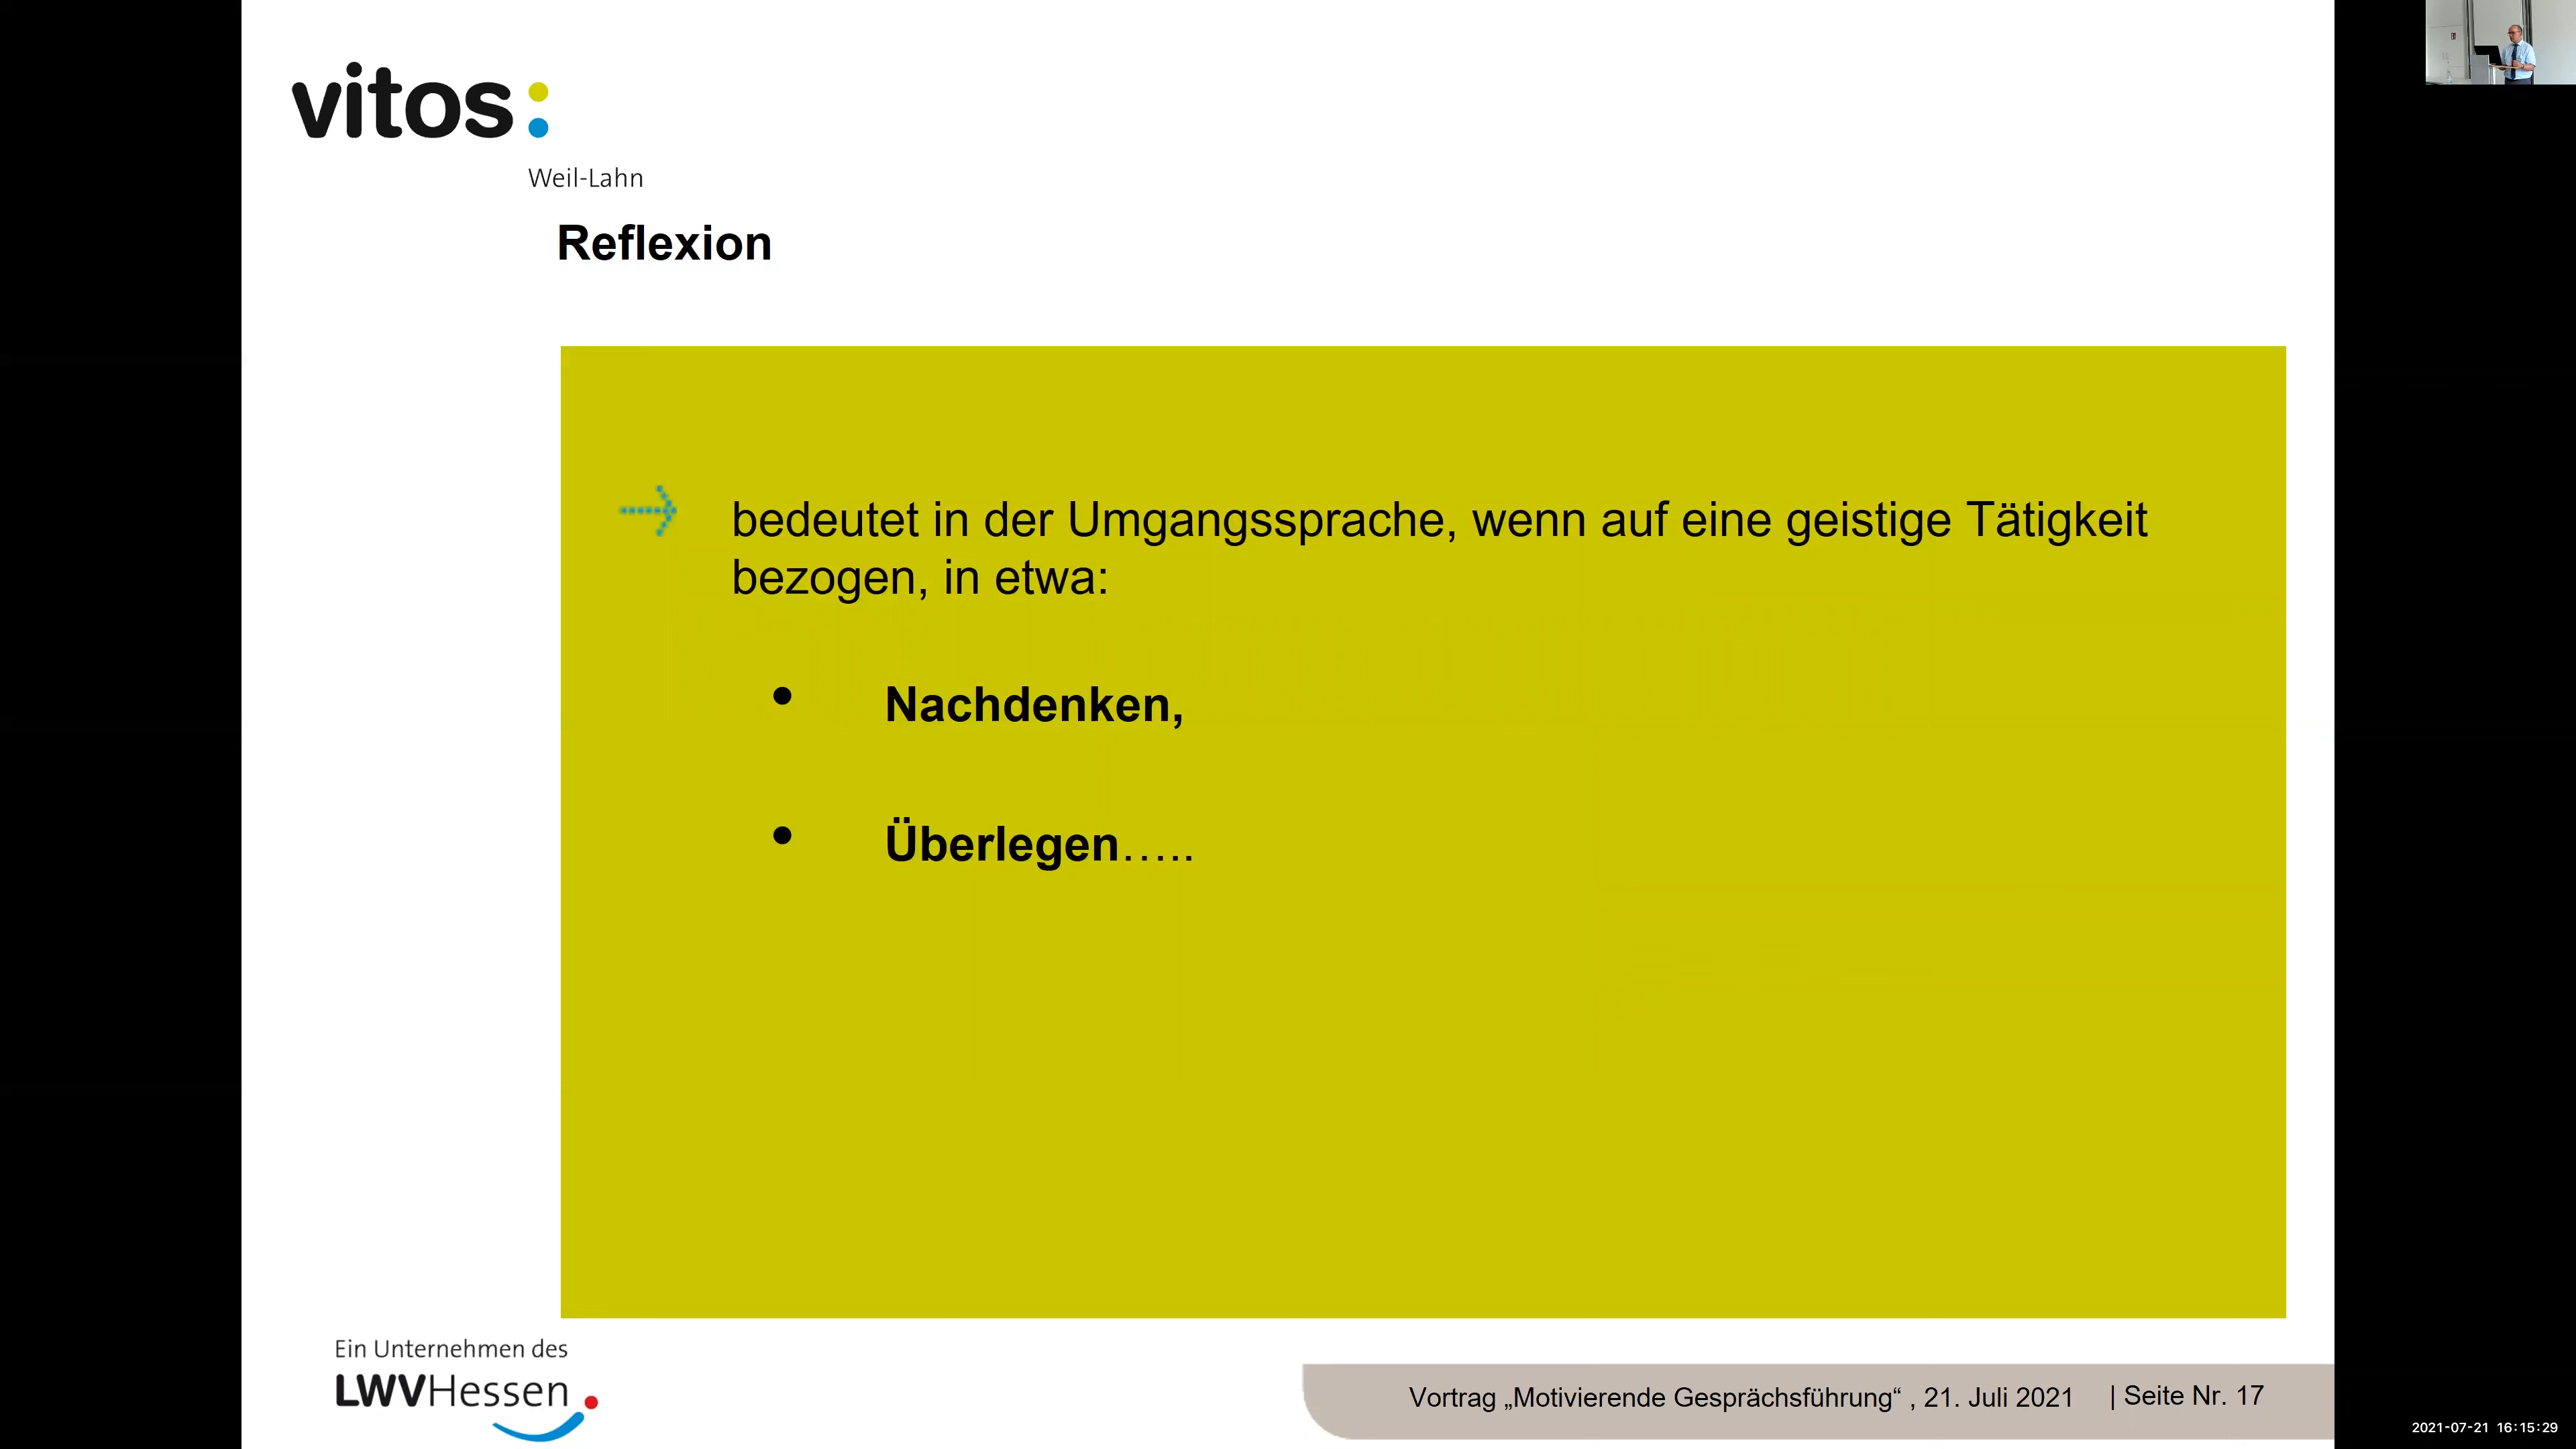 vitos:
Weil-Lahn
Reflexion
bedeutet in der Umgangssprache, wenn auf eine geistige Tätigkeit
bezogen, in etwa:
• Nachdenken,
• Überlegen…..
Ein Unternehmen des
LWVHessen
Vortrag „Motivierende Gesprächsführung“ , 21. Juli 2021 | Seite Nr. 17
2021-07-21 16:15:29